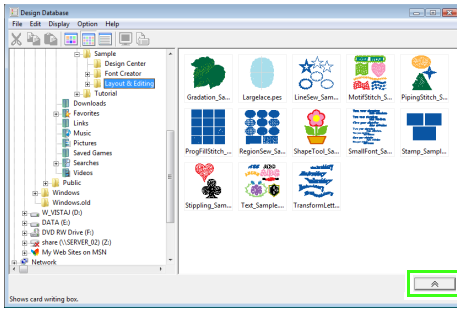 Design Database
File Edit Display Option Help
Sample
Design Center
Font Creator
Layout & Editing
Tutorial
Downloads
Favorites
Links
Music
Pictures
Saved Games
Searches
Videos
Public
Windows
Windows.old
W_VISTAJ (D:)
DATA (E:)
DVD RW Drive (F:)
share (\\SERVER_02) (Z:)
My Web Sites on MSN
Network
Gradation_Sa... Largelace.pes LineSew_Sam... MotifStitch_S... PipingStitch_S...
ProgFillStitch_... RegionSew_Sa... ShapeTool_Sa... SmallFont_Sa... Stamp_Sampl...
Stippling_Sam... Text_Sample.... TransformLett...
Shows card writing box.